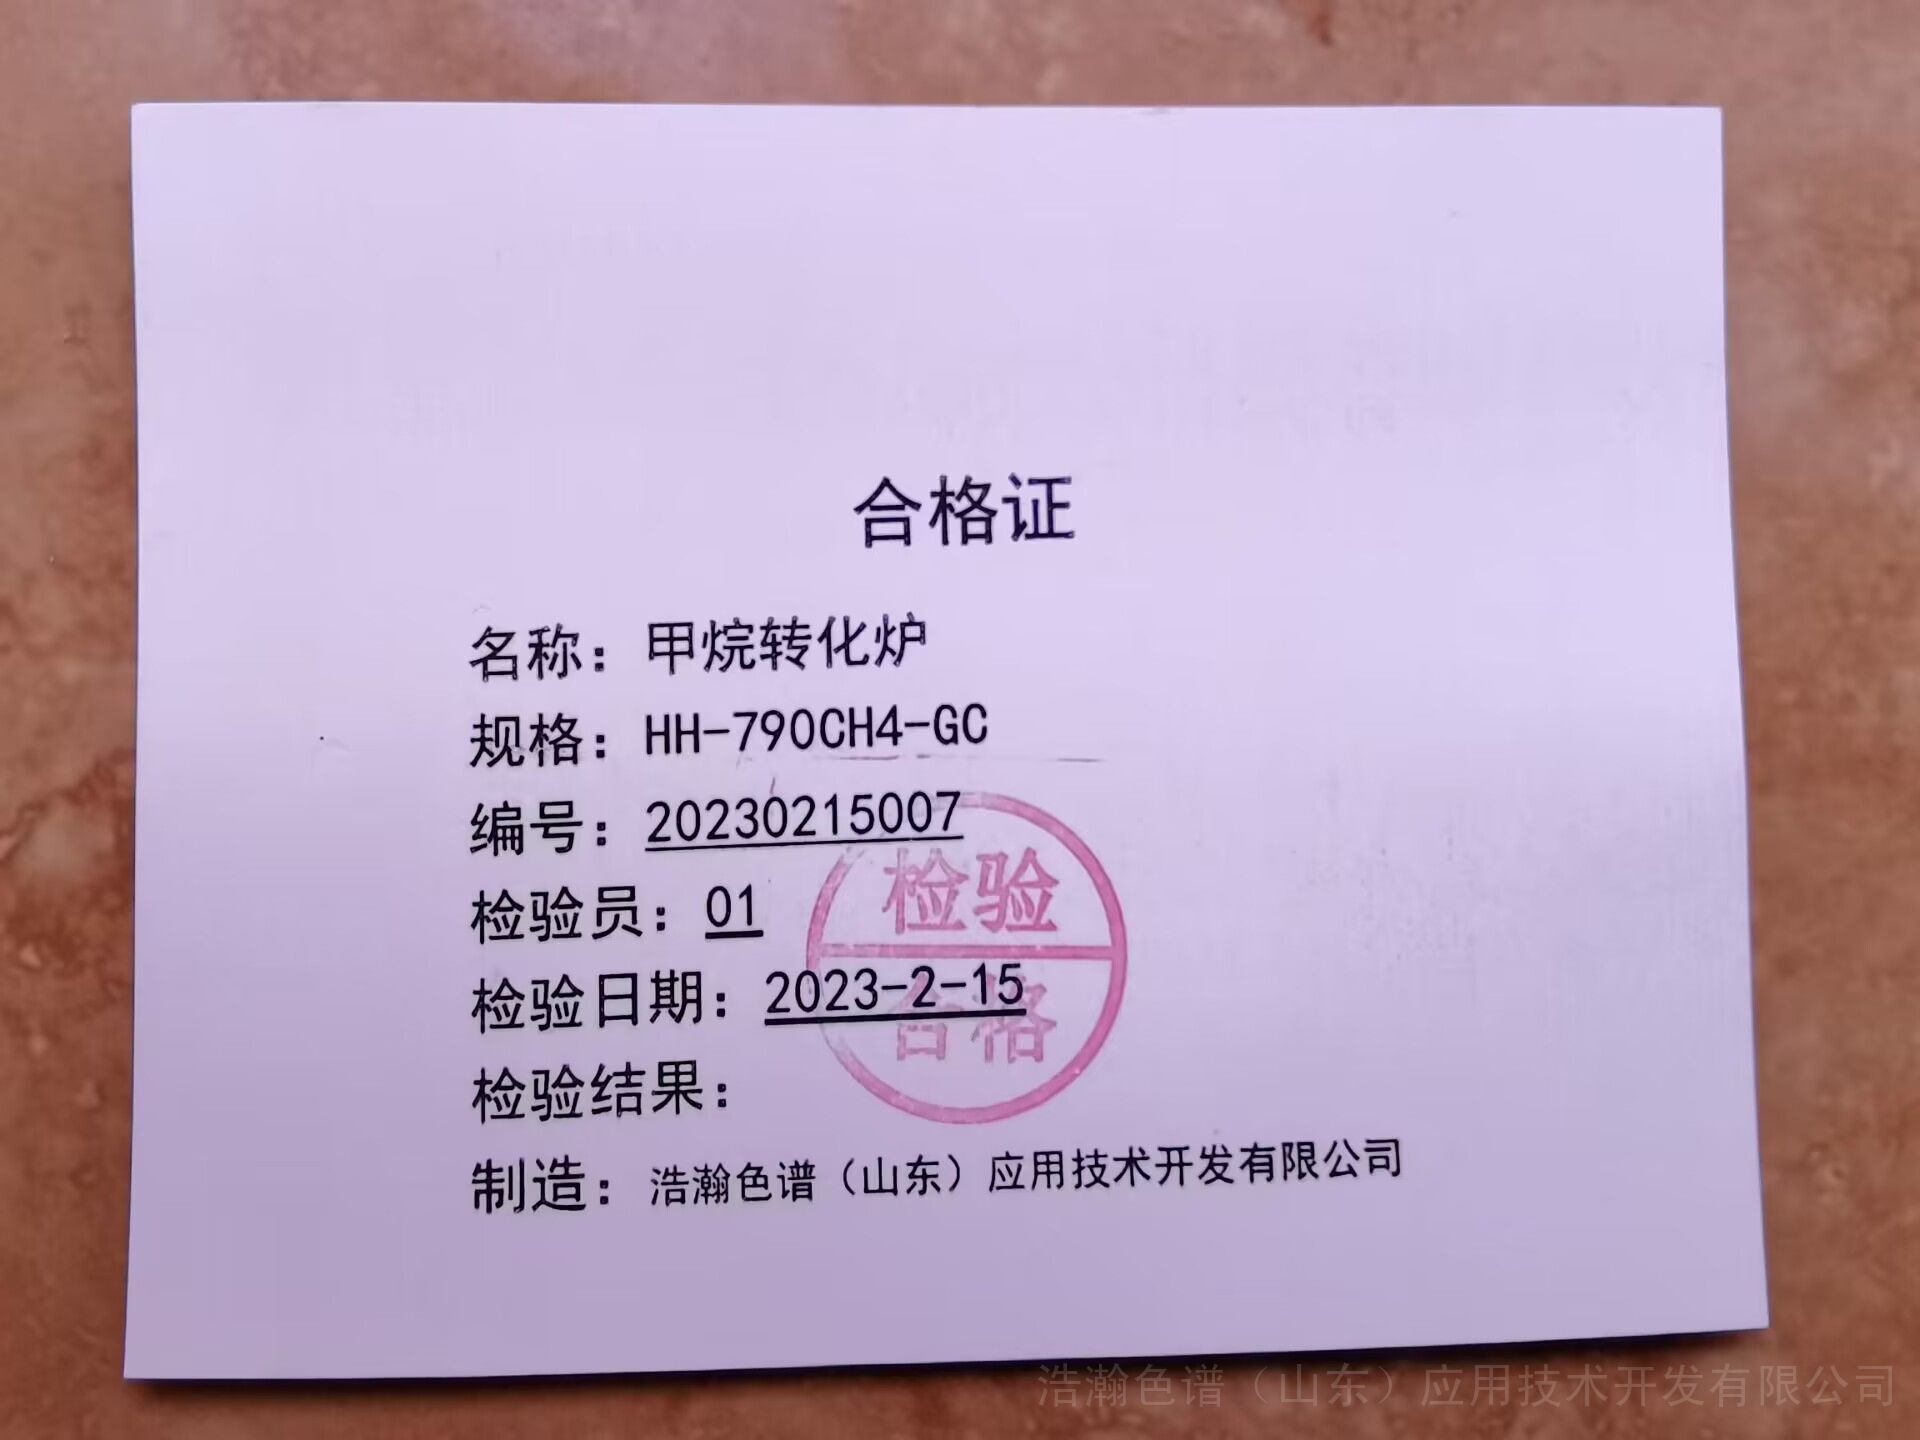 合格证
名称：甲烷转化炉
规格：HH-790CH4-GC
编号：20230215007
检验
检验员：01
检验日期：2023-2-15
合格
检验结果：
制造：浩瀚色谱（山东）应用技术开发有限公司
浩瀚色谱（山东）应用技术开发有限公司